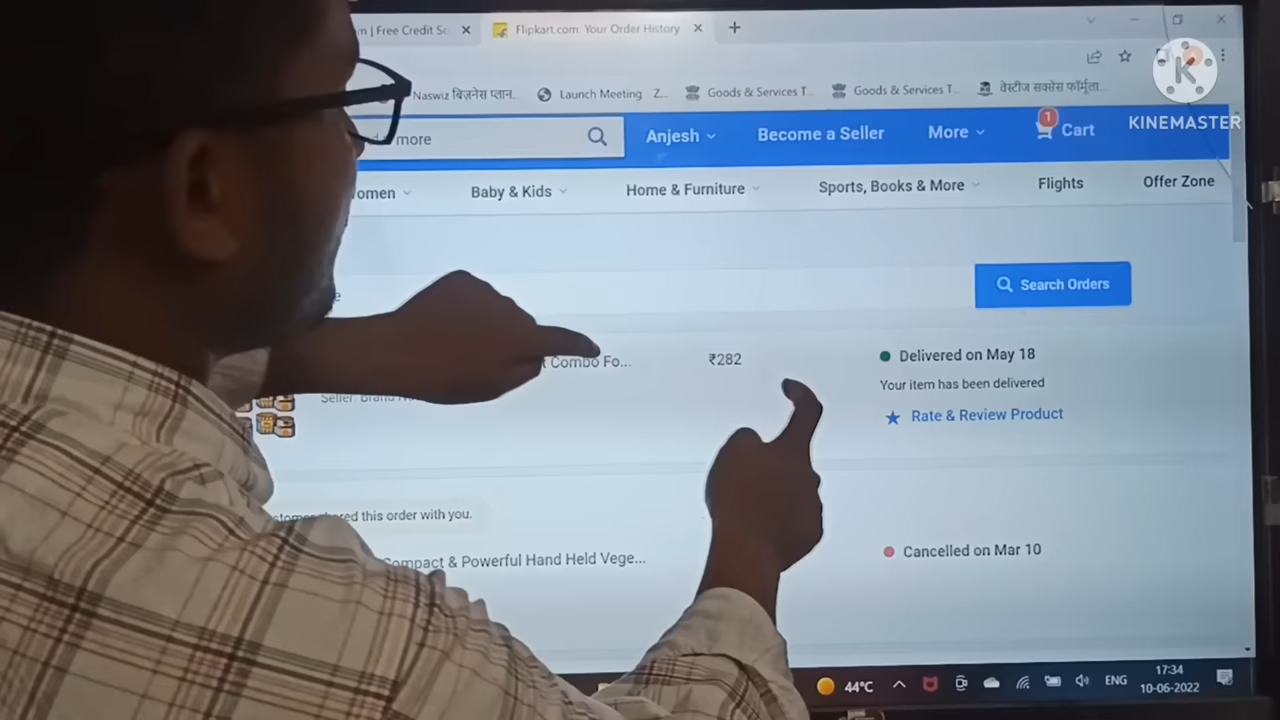 | Free Credit Sc
Flipkart.com: Your Order History
Naswiz बिज़नेस प्लान... Launch Meeting Z... Goods & Services T... Goods & Services T... वेस्टीज सक्सेस फॉर्मूला...
KINEMASTER
more Anjesh Become a Seller More 1 Cart
Baby & Kids Home & Furniture Sports, Books & More Flights Offer Zone
Search Orders
Combo Fo... ₹282 Delivered on May 18
Your item has been delivered
Seller:
Rate & Review Product
this order with you.
Compact & Powerful Hand Held Vege... Cancelled on Mar 10
44°C ENG 17:34
10-06-2022